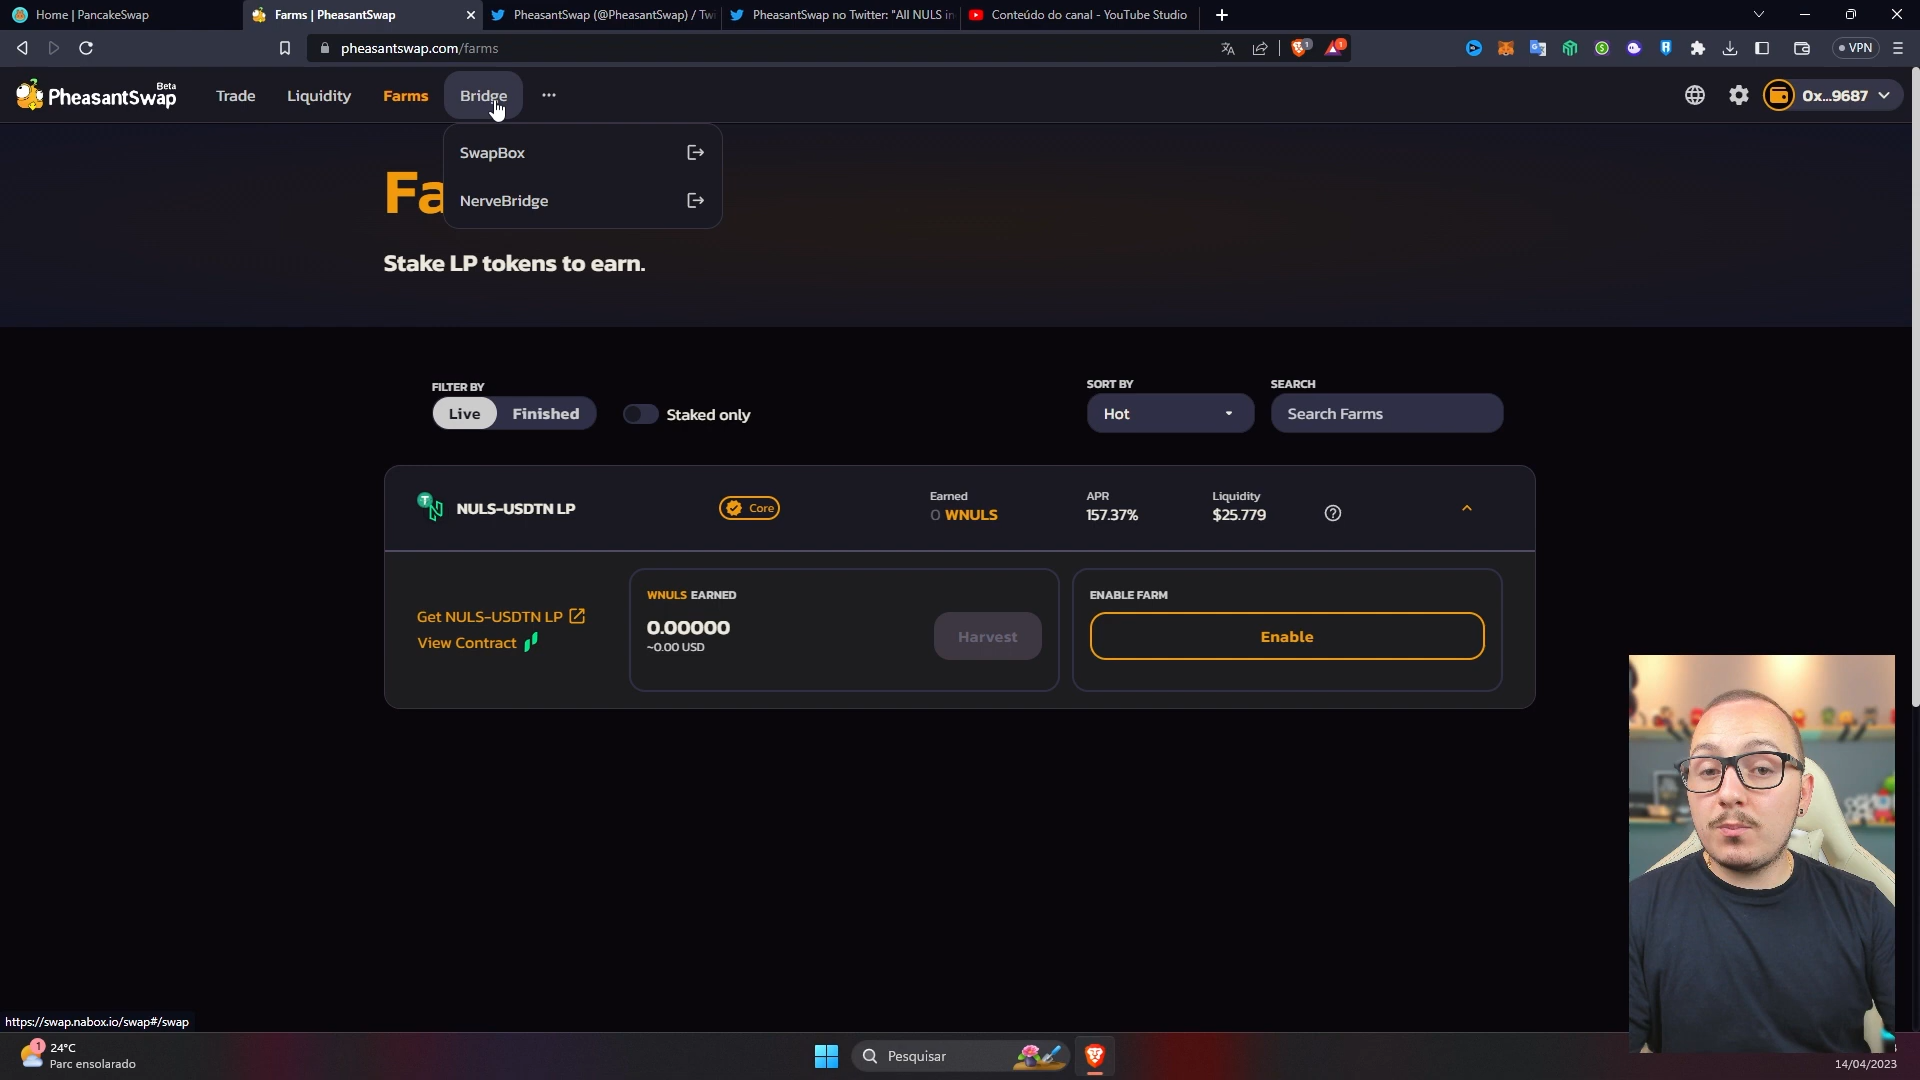 Home | PancakeSwap
Farms | PheasantSwap
PheasantSwap (@PheasantSwap) / Tw
PheasantSwap no Twitter: "All NULS in
Conteúdo do canal - YouTube Studio
pheasantswap.com/farms
VPN
PheasantSwap
Beta
Trade
Liquidity
Farms
Bridge
0x...9687
SwapBox
NerveBridge
Fa
Stake LP tokens to earn.
FILTER BY
Live
Finished
Staked only
SORT BY
Hot
SEARCH
Search Farms
NULS-USDTN LP
Core
Earned
0 WNULS
APR
157.37%
Liquidity
$25.779
Get NULS-USDTN LP
View Contract
WNULS EARNED
0.00000
~0.00 USD
Harvest
ENABLE FARM
Enable
https://swap.nabox.io/swap#/swap
1
24°C
Parc ensolarado
Pesquisar
14/04/2023